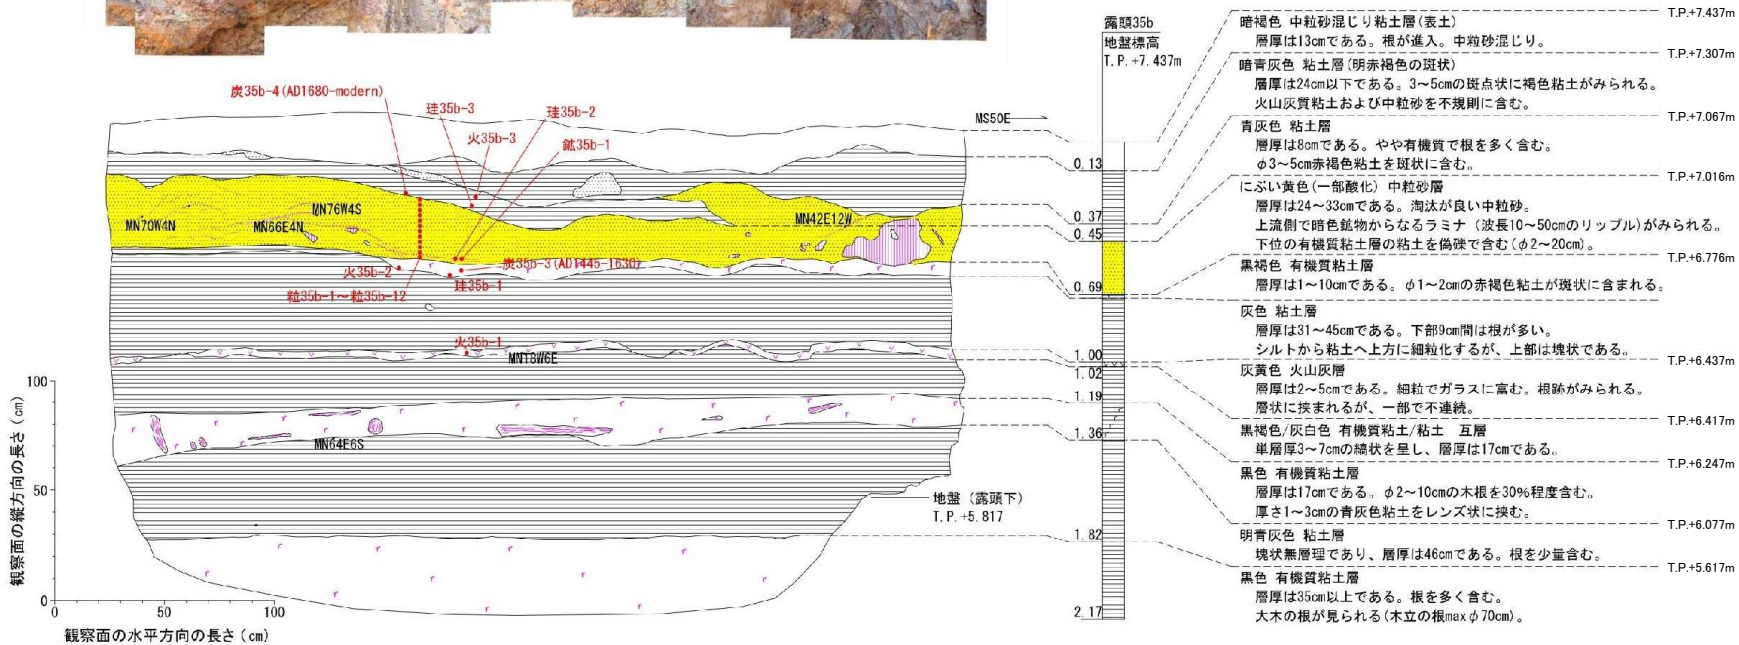 炭35b-4(AD1680-modern)
珪35b-3
珪35b-2
火35b-3
鉱35b-1
MS50E
MN76W4S
MN70W4N
MN66E4N
MN42E12W
火35b-2
炭35b-3(AD1445-1630)
珪35b-1
粒35b-1～粒35b-12
火35b-1
MN18W6E
MN64E6S
地盤 (露頭下)
T.P.+5.817
観察面の縦方向の長さ(cm)
100
50
0
0
50
100
観察面の水平方向の長さ(cm)
露頭35b
地盤標高
T.P.+7.437m
0.13
0.37
0.45
0.69
1.00
1.02
1.19
1.36
1.82
2.17
暗褐色 中粒砂混じり粘土層(表土)
層厚は13cmである。根が進入。中粒砂混じり。
暗青灰色 粘土層(明赤褐色の斑状)
層厚は24cm以下である。3～5cmの斑点状に褐色粘土がみられる。
火山灰質粘土および中粒砂を不規則に含む。
青灰色 粘土層
層厚は8cmである。やや有機質で根を多く含む。
φ3～5cm赤褐色粘土を斑状に含む。
にぶい黄色(一部酸化) 中粒砂層
層厚は24～33cmである。淘汰が良い中粒砂。
上流側で暗色鉱物からなるラミナ (波長10～50cmのリップル)がみられる。
下位の有機質粘土層の粘土を偽礫で含む(φ2～20cm)。
黒褐色 有機質粘土層
層厚は1～10cmである。φ1～2cmの赤褐色粘土が斑状に含まれる。
灰色 粘土層
層厚は31～45cmである。下部9cm間は根が多い。
シルトから粘土へ上方に細粒化するが、上部は塊状である。
灰黄色 火山灰層
層厚は2～5cmである。細粒でガラスに富む。根跡がみられる。
層状に挟まれるが、一部で不連続。
黒褐色/灰白色 有機質粘土/粘土 互層
単層厚3～7cmの縞状を呈し、層厚は17cmである。
黒色 有機質粘土層
層厚は17cmである。φ2～10cmの木根を30%程度含む。
厚さ1～3cmの青灰色粘土をレンズ状に挟む。
明青灰色 粘土層
塊状無層理であり、層厚は46cmである。根を少量含む。
黒色 有機質粘土層
層厚は35cm以上である。根を多く含む。
大木の根が見られる(木立の根max φ70cm)。
T.P.+7.437m
T.P.+7.307m
T.P.+7.067m
T.P.+7.016m
T.P.+6.776m
T.P.+6.437m
T.P.+6.417m
T.P.+6.247m
T.P.+6.077m
T.P.+5.617m